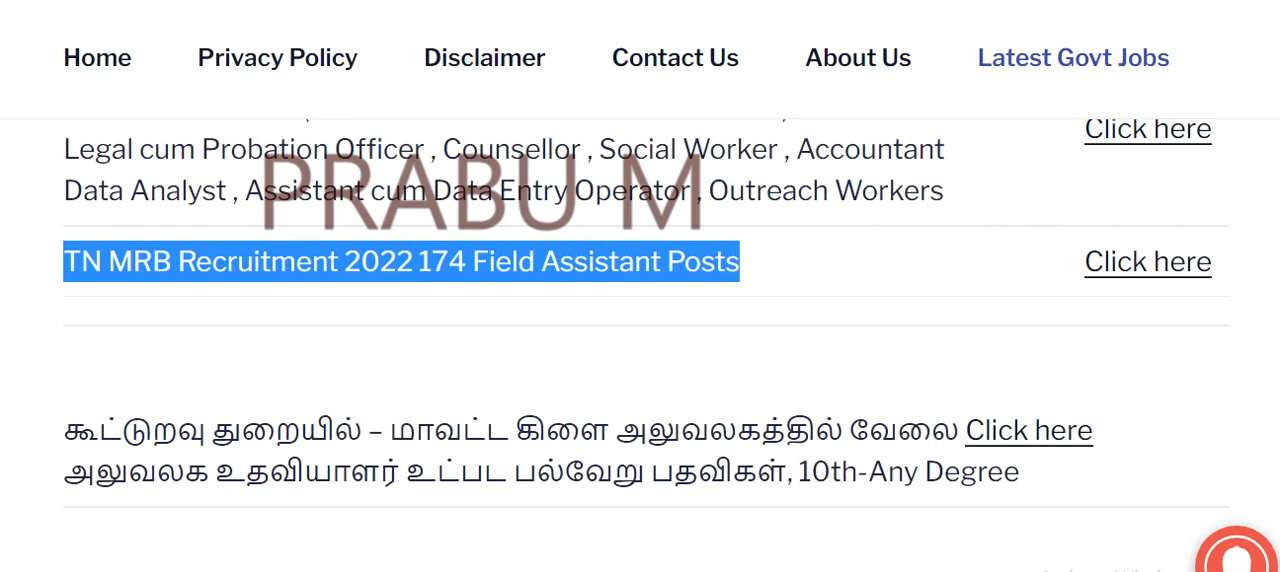 Home Privacy Policy Disclaimer Contact Us About Us Latest Govt Jobs
Click here
Legal cum Probation Officer , Counsellor , Social Worker , Accountant
Data Analyst , Assistant cum Data Entry Operator , Outreach Workers
PRABU M
TN MRB Recruitment 2022 174 Field Assistant Posts Click here
கூட்டுறவு துறையில் – மாவட்ட கிளை அலுவலகத்தில் வேலை Click here
அலுவலக உதவியாளர் உட்பட பல்வேறு பதவிகள், 10th-Any Degree